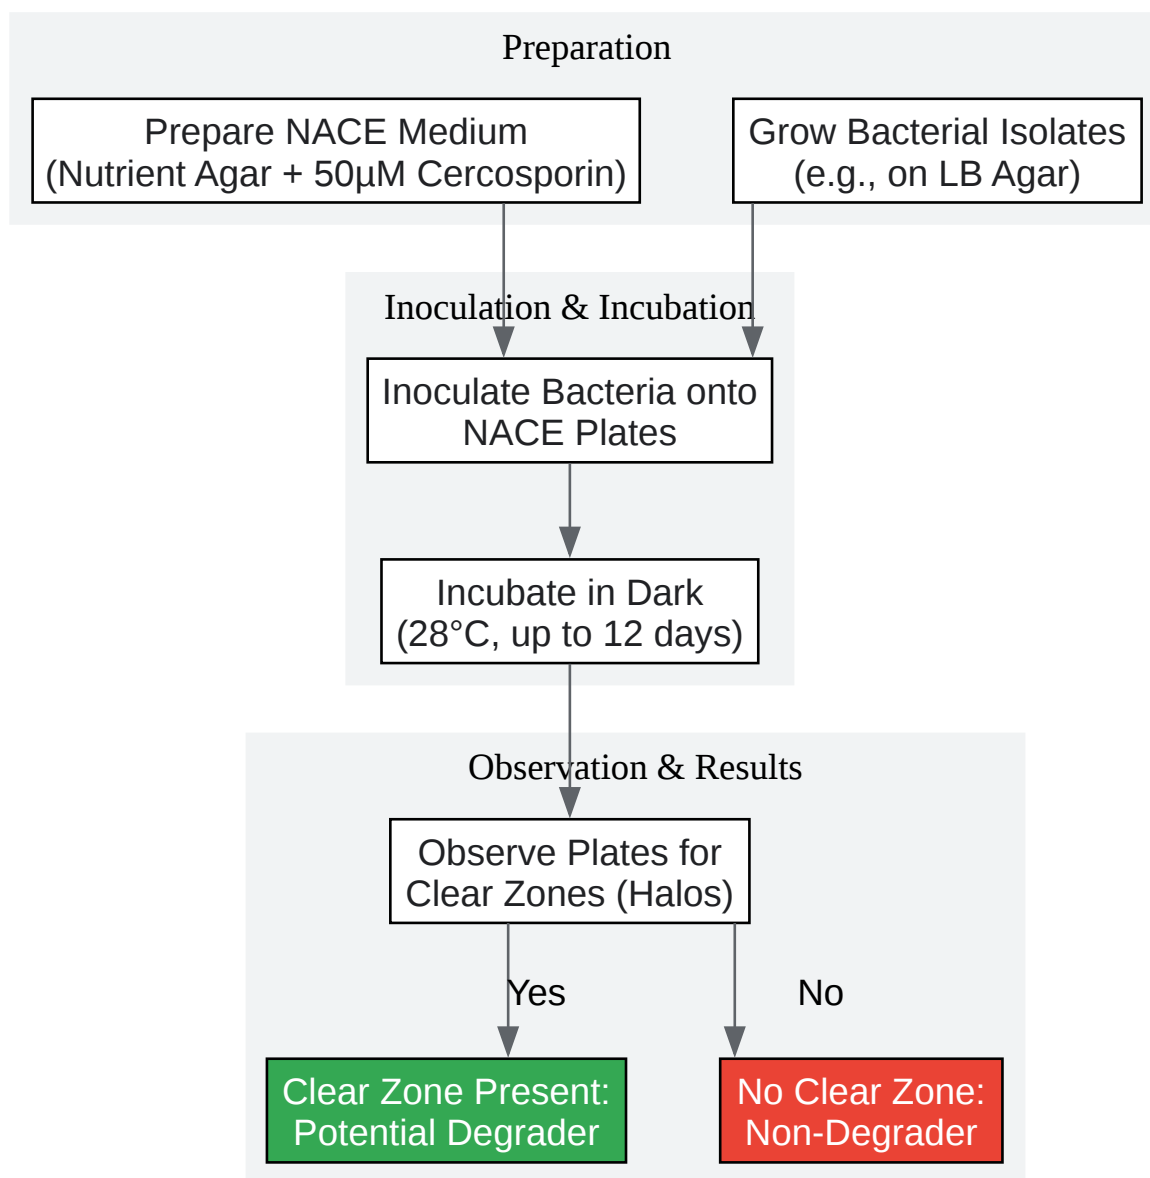 Preparation
Prepare NACE Medium
(Nutrient Agar + 50µM Cercosporin)
Grow Bacterial Isolates
(e.g., on LB Agar)
Inoculation & Incubation
Inoculate Bacteria onto
NACE Plates
Incubate in Dark
(28°C, up to 12 days)
Observation & Results
Observe Plates for
Clear Zones (Halos)
Yes
No
Clear Zone Present:
Potential Degrader
No Clear Zone:
Non-Degrader